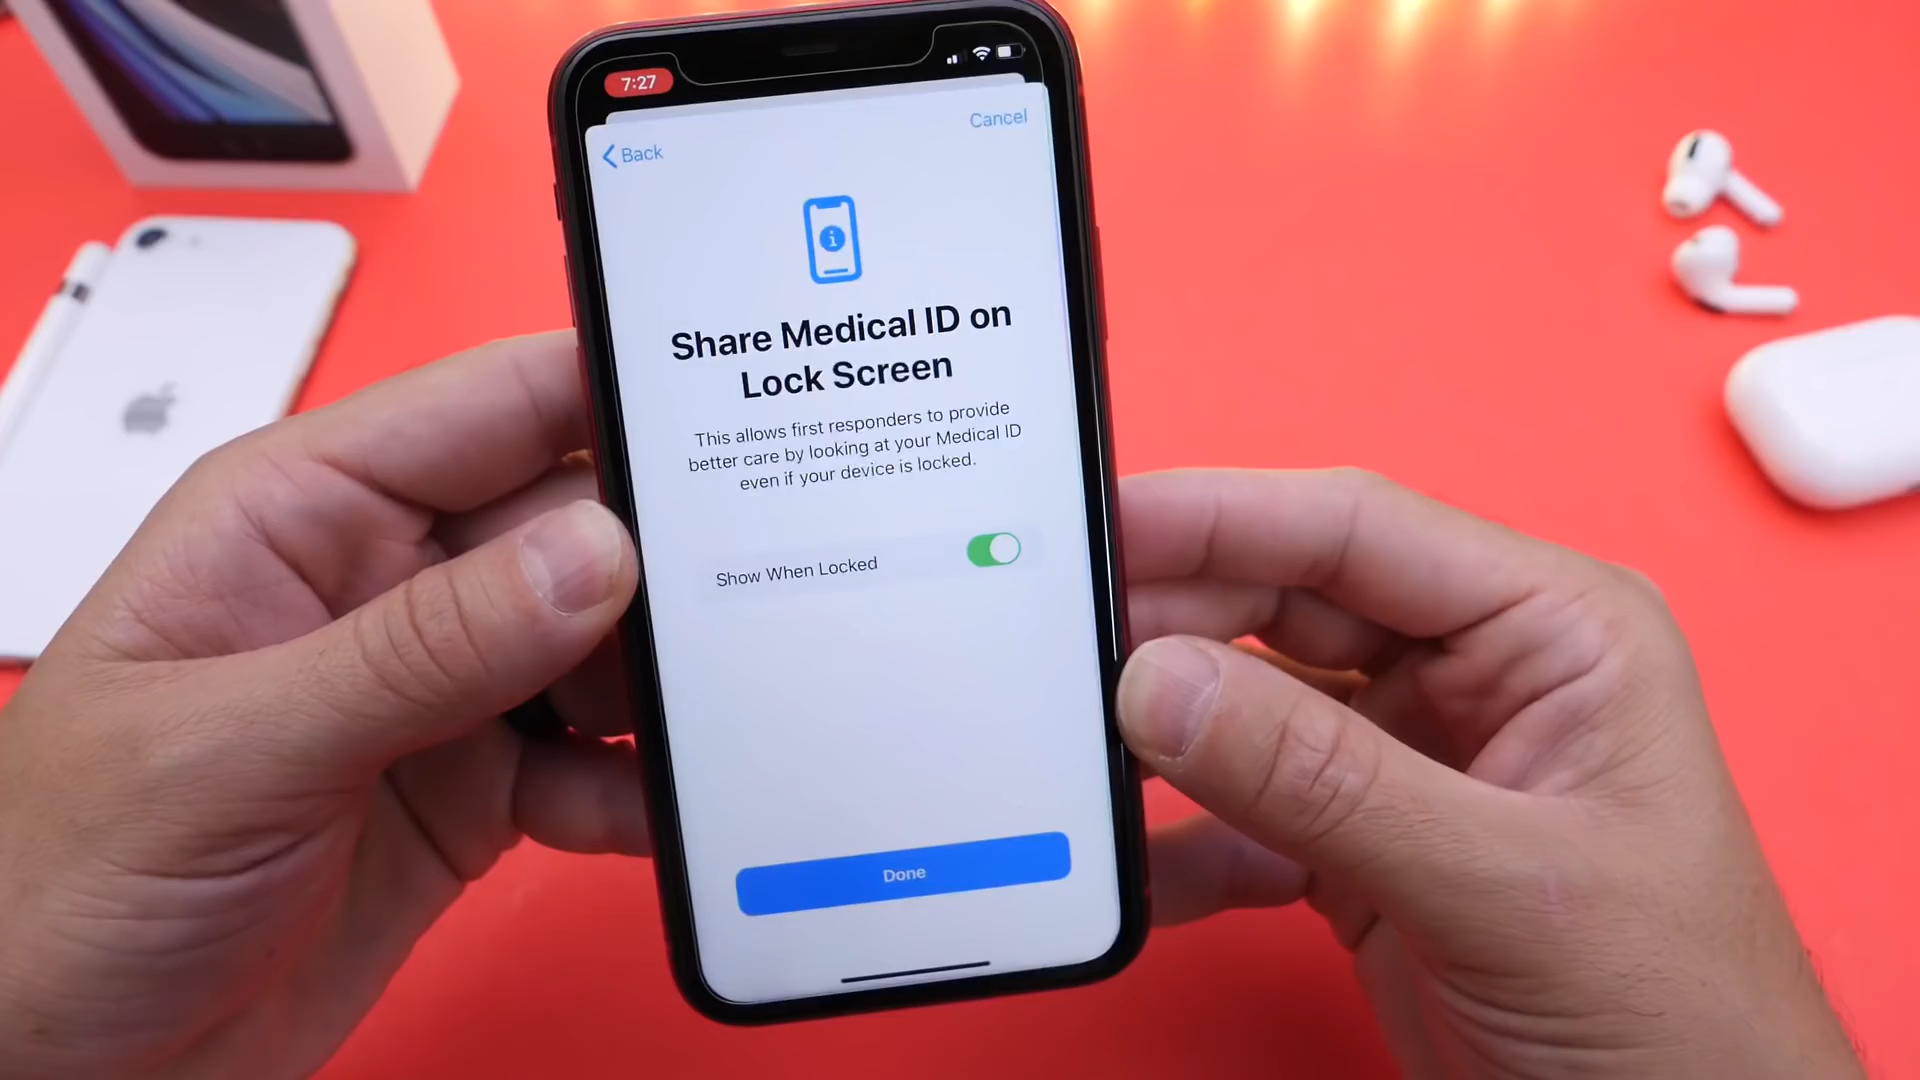 7:27
Cancel
Back
Share Medical ID on
Lock Screen
This allows first responders to provide
better care by looking at your Medical ID
even if your device is locked.
Show When Locked
Done